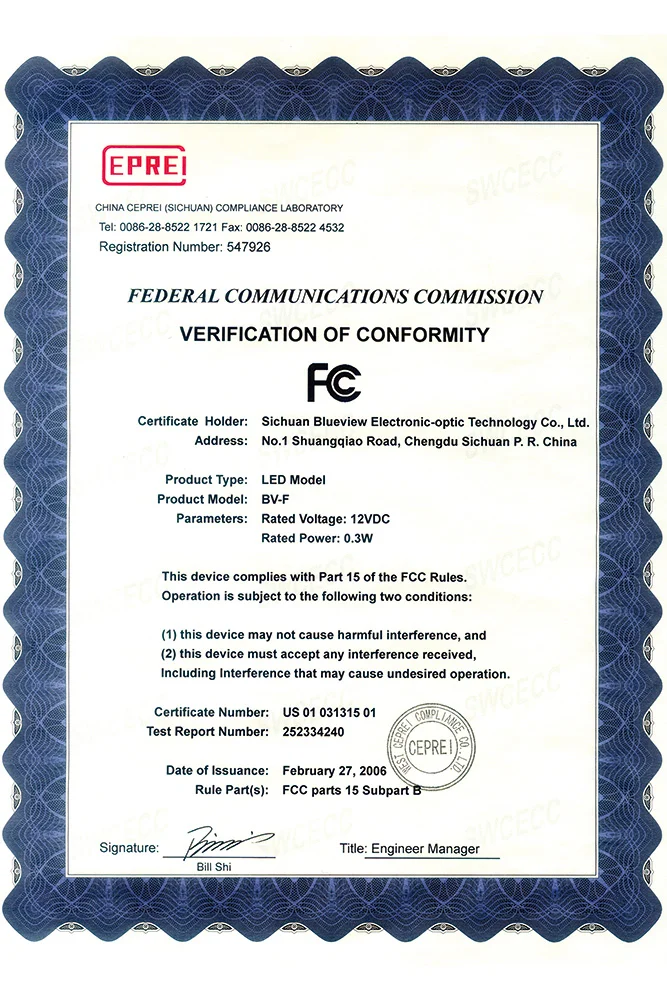 EPREI
CHINA CEPREI (SICHUAN) COMPLIANCE LABORATORY
Tel: 0086-28-8522 1721 Fax: 0086-28-8522 4532
Registration Number: 547926
FEDERAL COMMUNICATIONS COMMISSION
VERIFICATION OF CONFORMITY
FC
Certificate Holder: Sichuan Blueview Electronic-optic Technology Co., Ltd.
Address: No.1 Shuangqiao Road, Chengdu Sichuan P. R. China
Product Type: LED Model
Product Model: BV-F
Parameters: Rated Voltage: 12VDC
Rated Power: 0.3W
This device complies with Part 15 of the FCC Rules.
Operation is subject to the following two conditions:
(1) this device may not cause harmful interference, and
(2) this device must accept any interference received,
Including Interference that may cause undesired operation.
Certificate Number: US 01 031315 01
Test Report Number: 252334240
WEST CEPREI COMPLIANCE CO. LTD.
CEPREI
Date of Issuance: February 27, 2006
Rule Part(s): FCC parts 15 Subpart B
Signature:
Bill Shi
Title: Engineer Manager
SWCECC